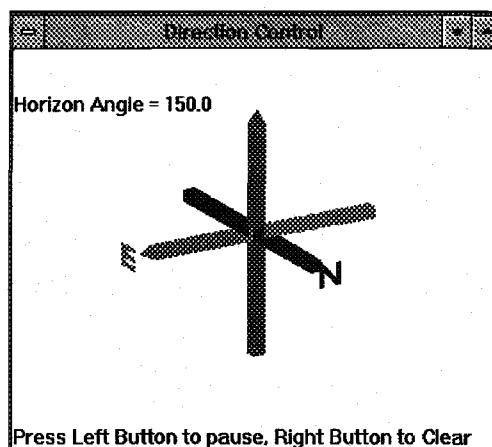 Direction Control
Horizon Angle = 150.0
E
N
Press Left Button to pause, Right Button to Clear